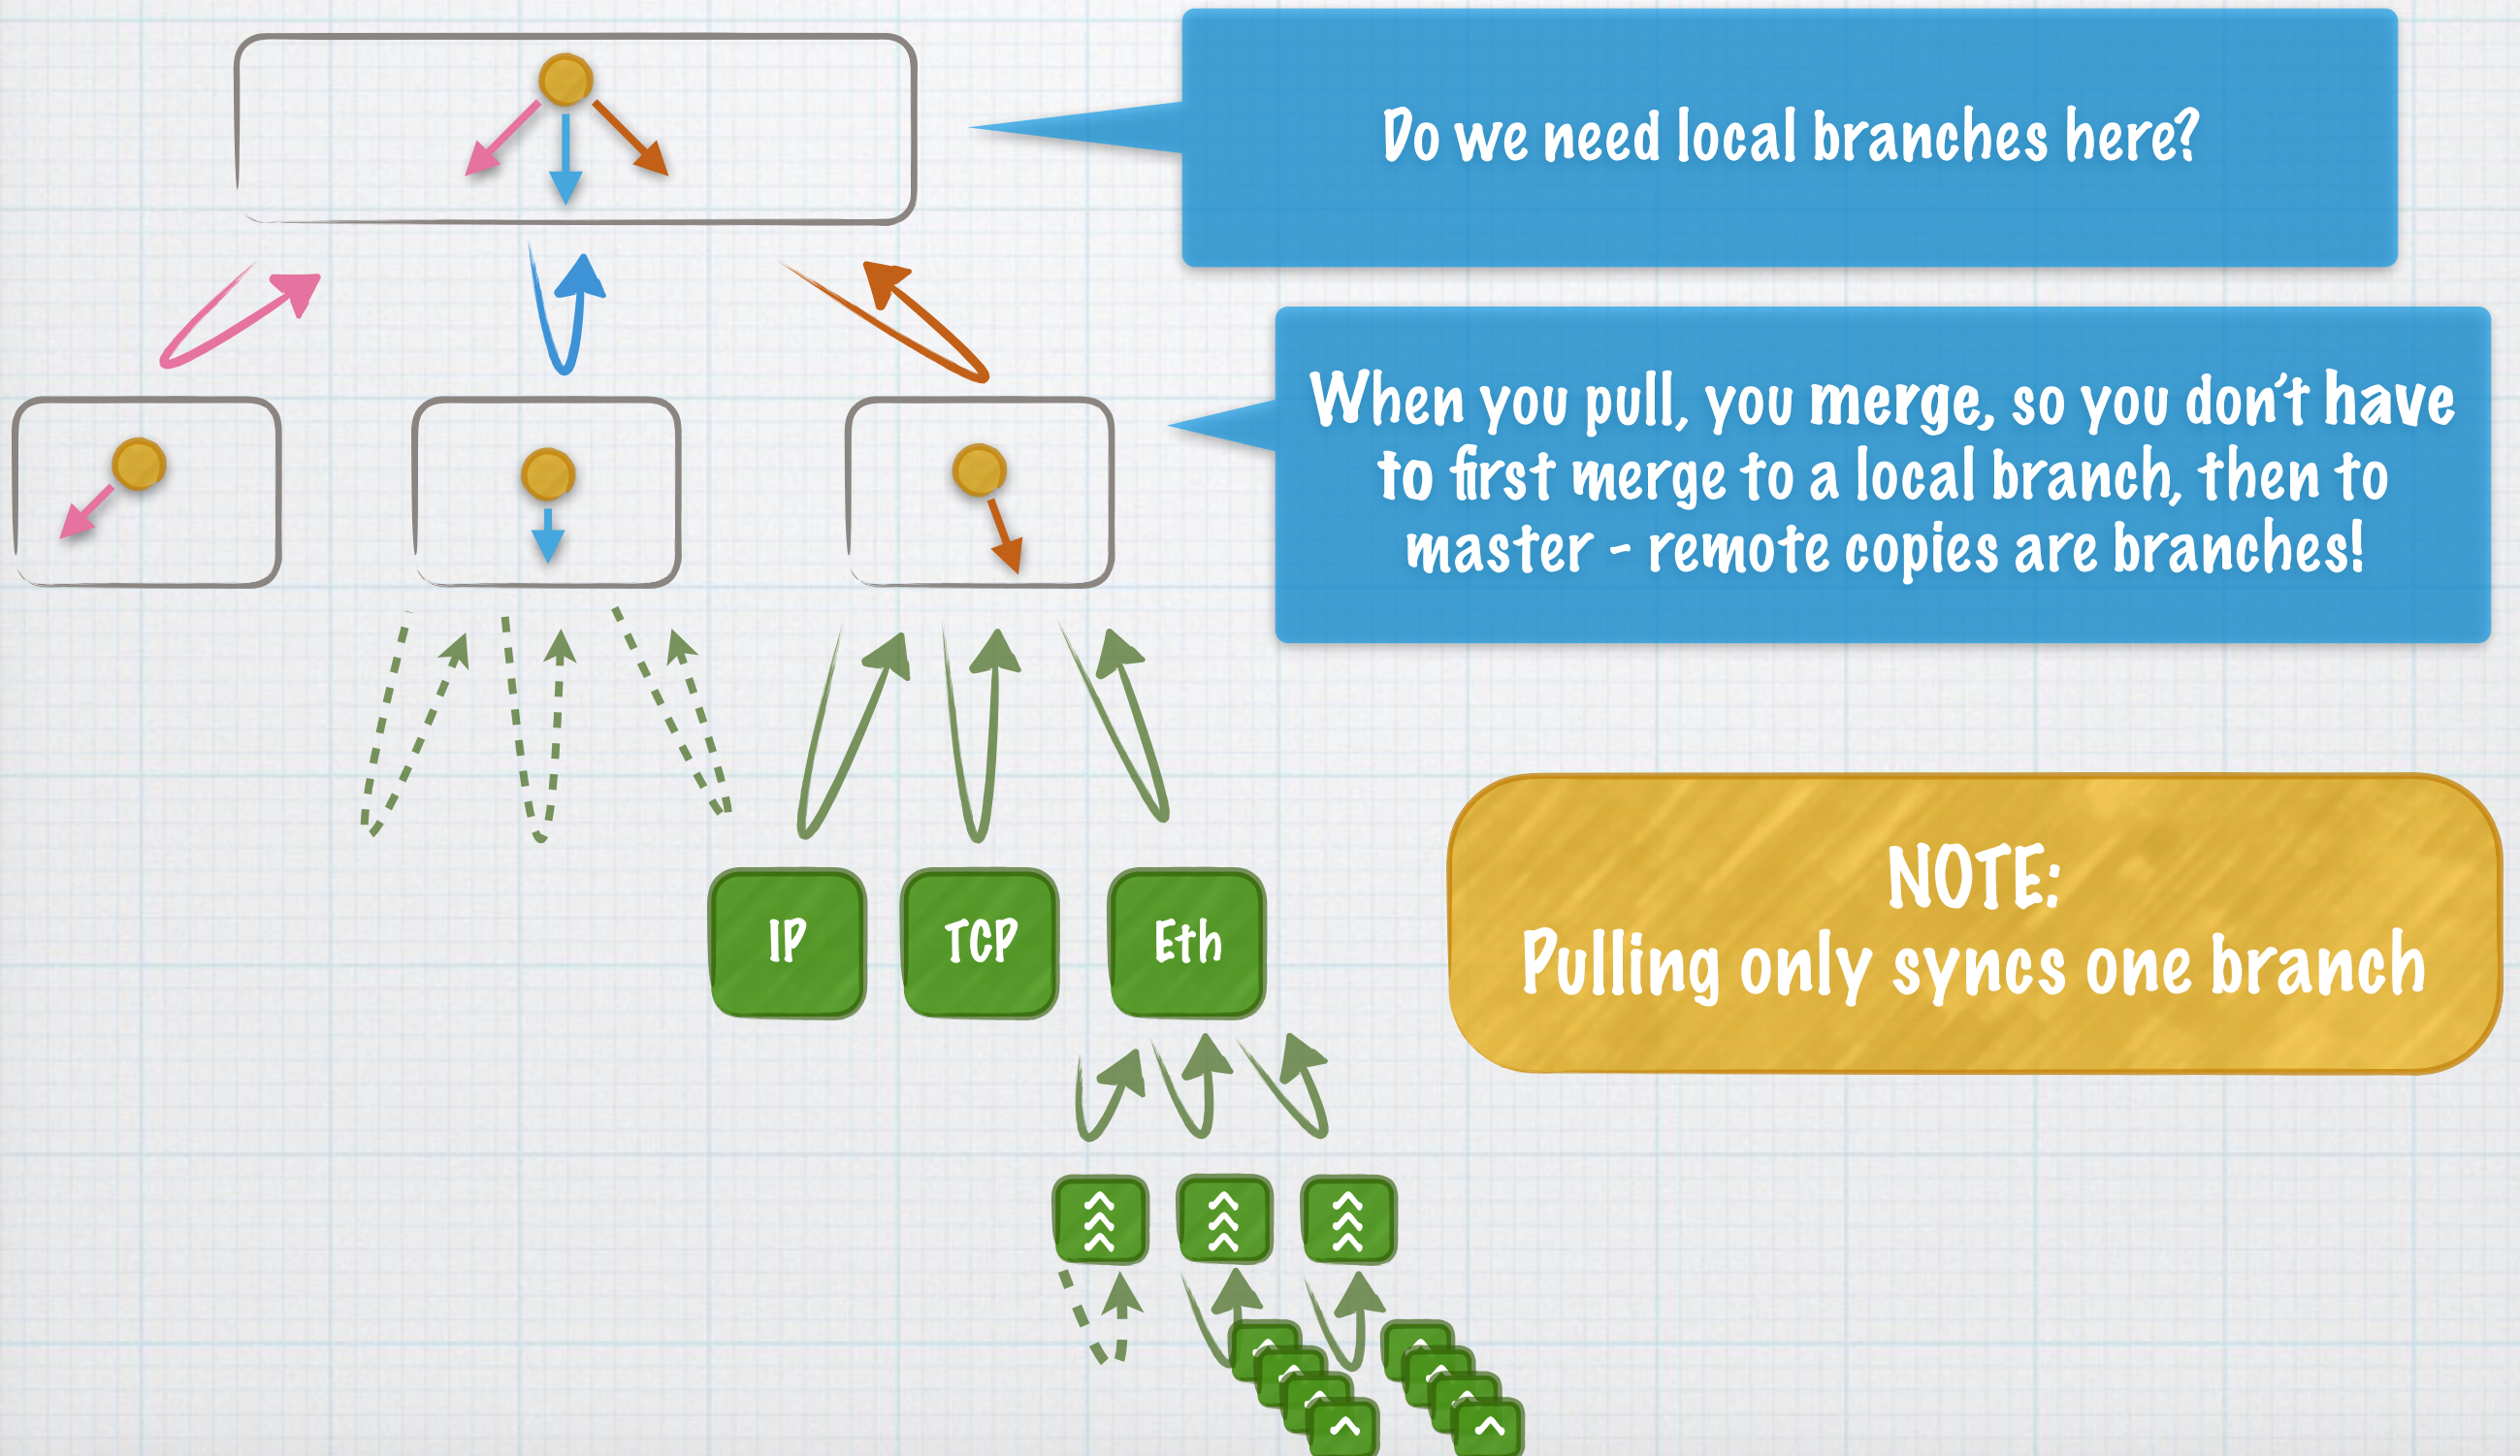 Do we need local branches here?
When you pull, you merge, so you don't have
to first merge to a local branch, then to
master - remote copies are branches!
NOTE:
Pulling only syncs one branch
IP
TCP
Eth